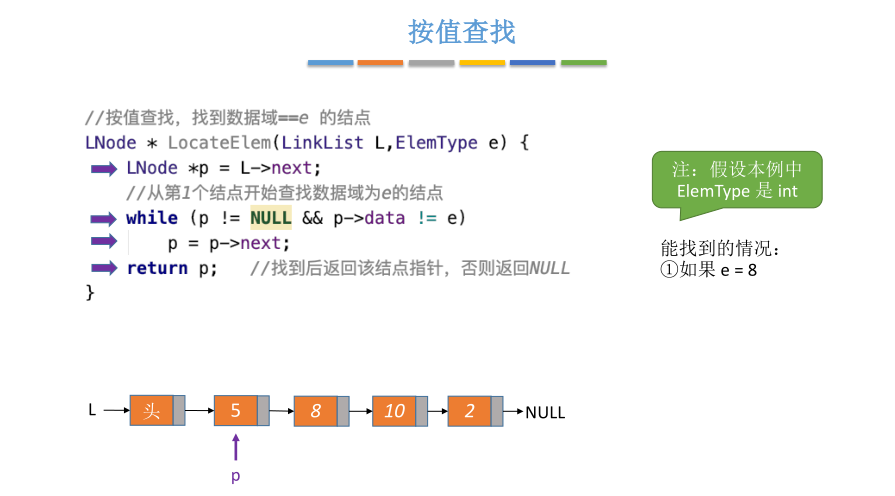 按值查找
//按值查找，找到数据域==e 的结点
LNode * LocateElem(LinkList L,ElemType e) {
LNode *p = L->next;
//从第1个结点开始查找数据域为e的结点
while (p != NULL && p->data != e)
p = p->next;
return p;   //找到后返回该结点指针，否则返回NULL
}
注：假设本例中
ElemType 是 int
能找到的情况：
①如果 e = 8
L 头 5 8 10 2 NULL
p